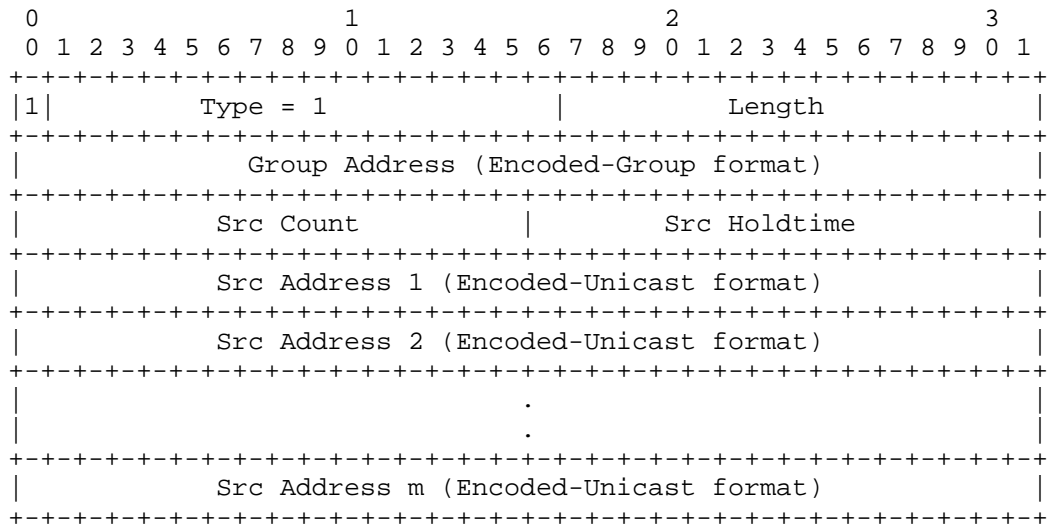 0                   1                   2                   3
 0 1 2 3 4 5 6 7 8 9 0 1 2 3 4 5 6 7 8 9 0 1 2 3 4 5 6 7 8 9 0 1
+-+-+-+-+-+-+-+-+-+-+-+-+-+-+-+-+-+-+-+-+-+-+-+-+-+-+-+-+-+-+-+-+
|1|         Type = 1              |          Length             |
+-+-+-+-+-+-+-+-+-+-+-+-+-+-+-+-+-+-+-+-+-+-+-+-+-+-+-+-+-+-+-+-+
|              Group Address (Encoded-Group format)             |
+-+-+-+-+-+-+-+-+-+-+-+-+-+-+-+-+-+-+-+-+-+-+-+-+-+-+-+-+-+-+-+-+
|            Src Count          |        Src Holdtime           |
+-+-+-+-+-+-+-+-+-+-+-+-+-+-+-+-+-+-+-+-+-+-+-+-+-+-+-+-+-+-+-+-+
|            Src Address 1 (Encoded-Unicast format)             |
+-+-+-+-+-+-+-+-+-+-+-+-+-+-+-+-+-+-+-+-+-+-+-+-+-+-+-+-+-+-+-+-+
|            Src Address 2 (Encoded-Unicast format)             |
+-+-+-+-+-+-+-+-+-+-+-+-+-+-+-+-+-+-+-+-+-+-+-+-+-+-+-+-+-+-+-+-+
|                               .                               |
|                               .                               |
+-+-+-+-+-+-+-+-+-+-+-+-+-+-+-+-+-+-+-+-+-+-+-+-+-+-+-+-+-+-+-+-+
|            Src Address m (Encoded-Unicast format)             |
+-+-+-+-+-+-+-+-+-+-+-+-+-+-+-+-+-+-+-+-+-+-+-+-+-+-+-+-+-+-+-+-+